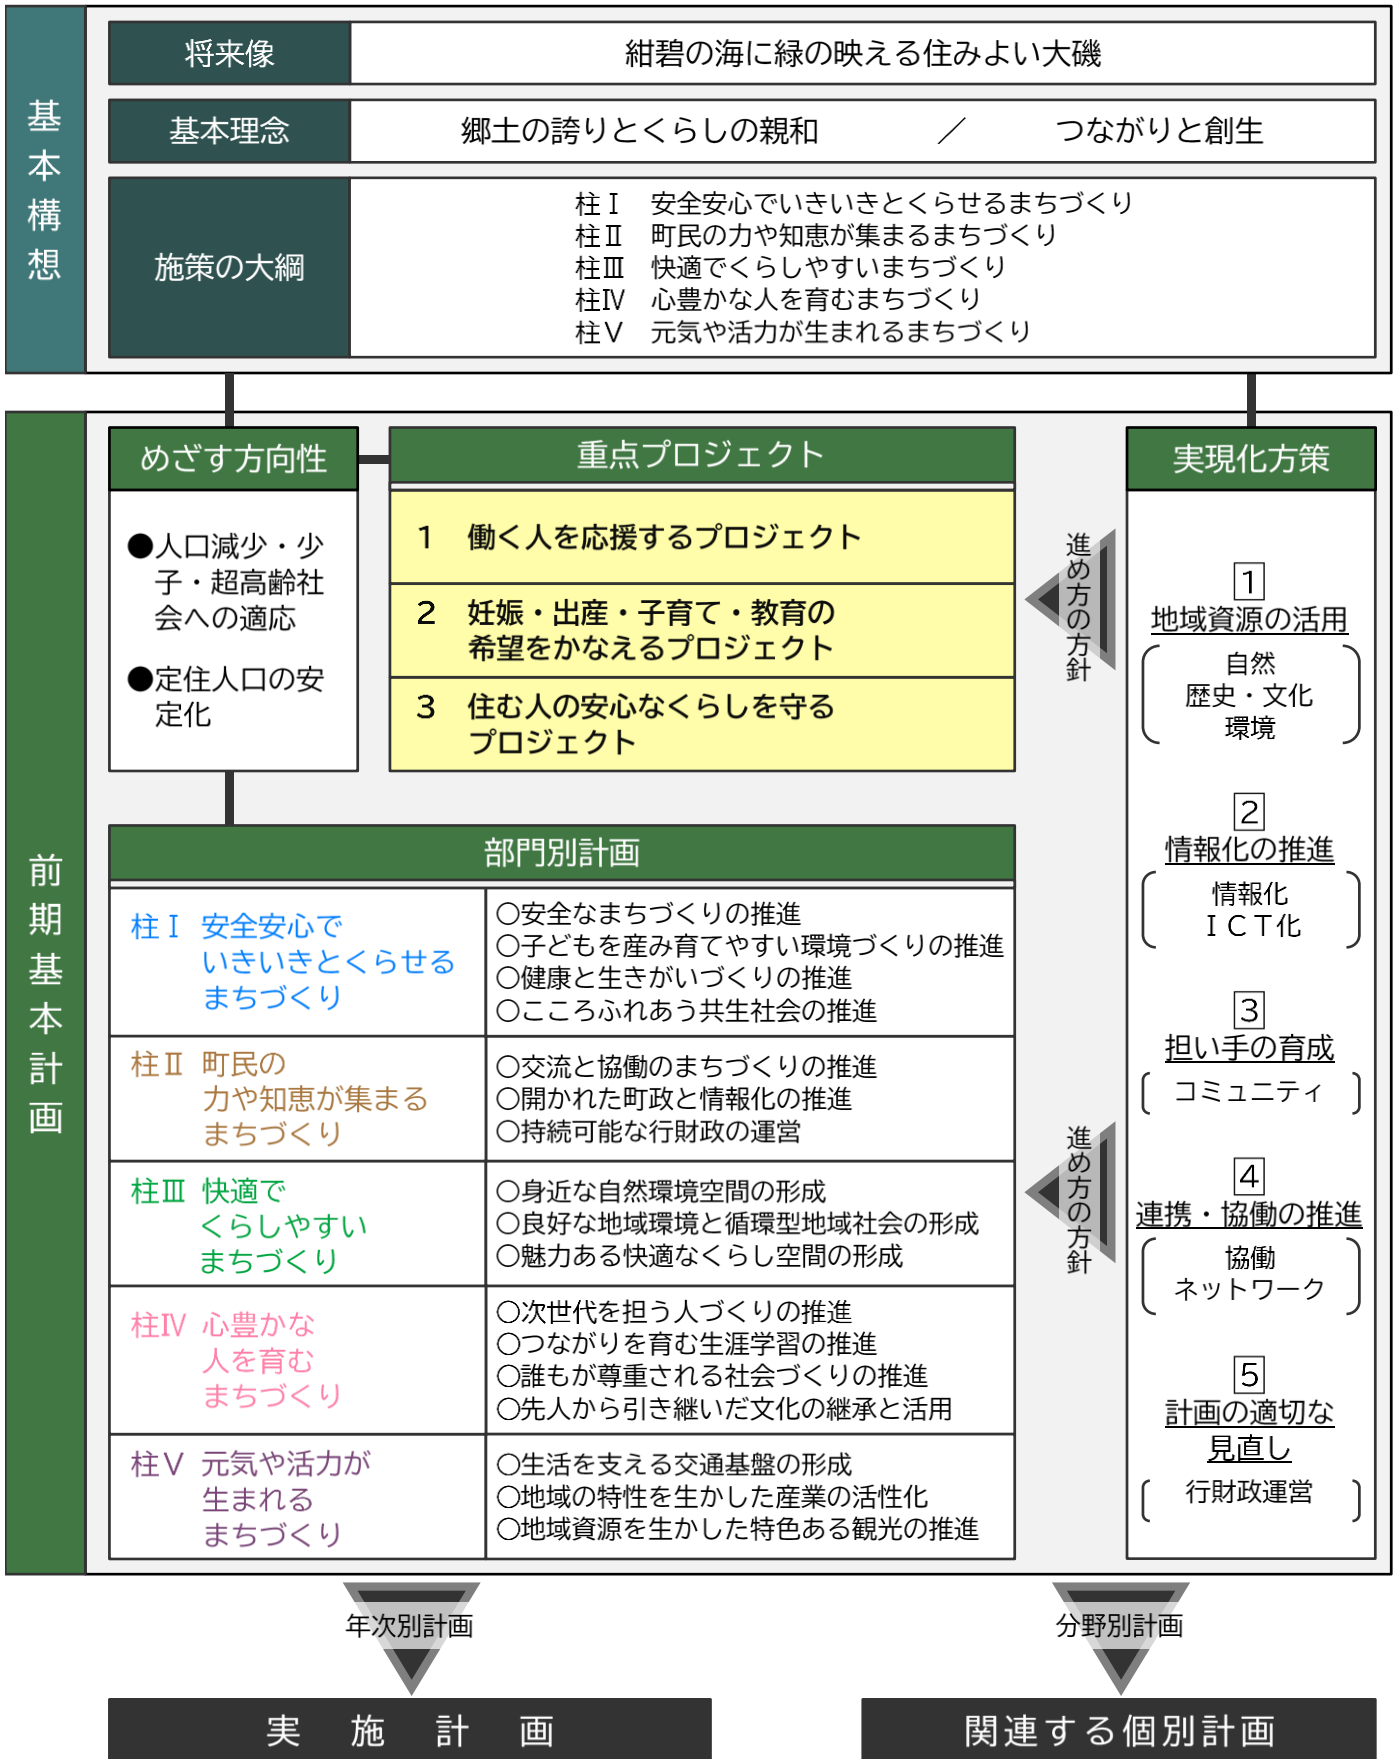 基本構想
将来像
紺碧の海に緑の映える住みよい大磯
基本理念
郷土の誇りとくらしの親和　／　つながりと創生
施策の大綱
柱Ⅰ　安全安心でいきいきとくらせるまちづくり
柱Ⅱ　町民の力や知恵が集まるまちづくり
柱Ⅲ　快適でくらしやすいまちづくり
柱Ⅳ　心豊かな人を育むまちづくり
柱Ⅴ　元気や活力が生まれるまちづくり
前期基本計画
めざす方向性
●人口減少・少
子・超高齢社
会への適応
●定住人口の安
定化
重点プロジェクト
１　働く人を応援するプロジェクト
２　妊娠・出産・子育て・教育の
希望をかなえるプロジェクト
３　住む人の安心なくらしを守る
プロジェクト
進め方の方針
部門別計画
柱Ⅰ　安全安心で
いきいきとくらせる
まちづくり
○安全なまちづくりの推進
○子どもを産み育てやすい環境づくりの推進
○健康と生きがいづくりの推進
○こころふれあう共生社会の推進
柱Ⅱ　町民の
力や知恵が集まる
まちづくり
○交流と協働のまちづくりの推進
○開かれた町政と情報化の推進
○持続可能な行財政の運営
柱Ⅲ　快適で
くらしやすい
まちづくり
○身近な自然環境空間の形成
○良好な地域環境と循環型地域社会の形成
○魅力ある快適なくらし空間の形成
柱Ⅳ　心豊かな
人を育む
まちづくり
○次世代を担う人づくりの推進
○つながりを育む生涯学習の推進
○誰もが尊重される社会づくりの推進
○先人から引き継いだ文化の継承と活用
柱Ⅴ　元気や活力が
生まれる
まちづくり
○生活を支える交通基盤の形成
○地域の特性を生かした産業の活性化
○地域資源を生かした特色ある観光の推進
進め方の方針
実現化方策
１
地域資源の活用
自然
歴史・文化
環境
２
情報化の推進
情報化
ＩＣＴ化
３
担い手の育成
コミュニティ
４
連携・協働の推進
協働
ネットワーク
５
計画の適切な
見直し
行財政運営
年次別計画
分野別計画
実施計画
関連する個別計画